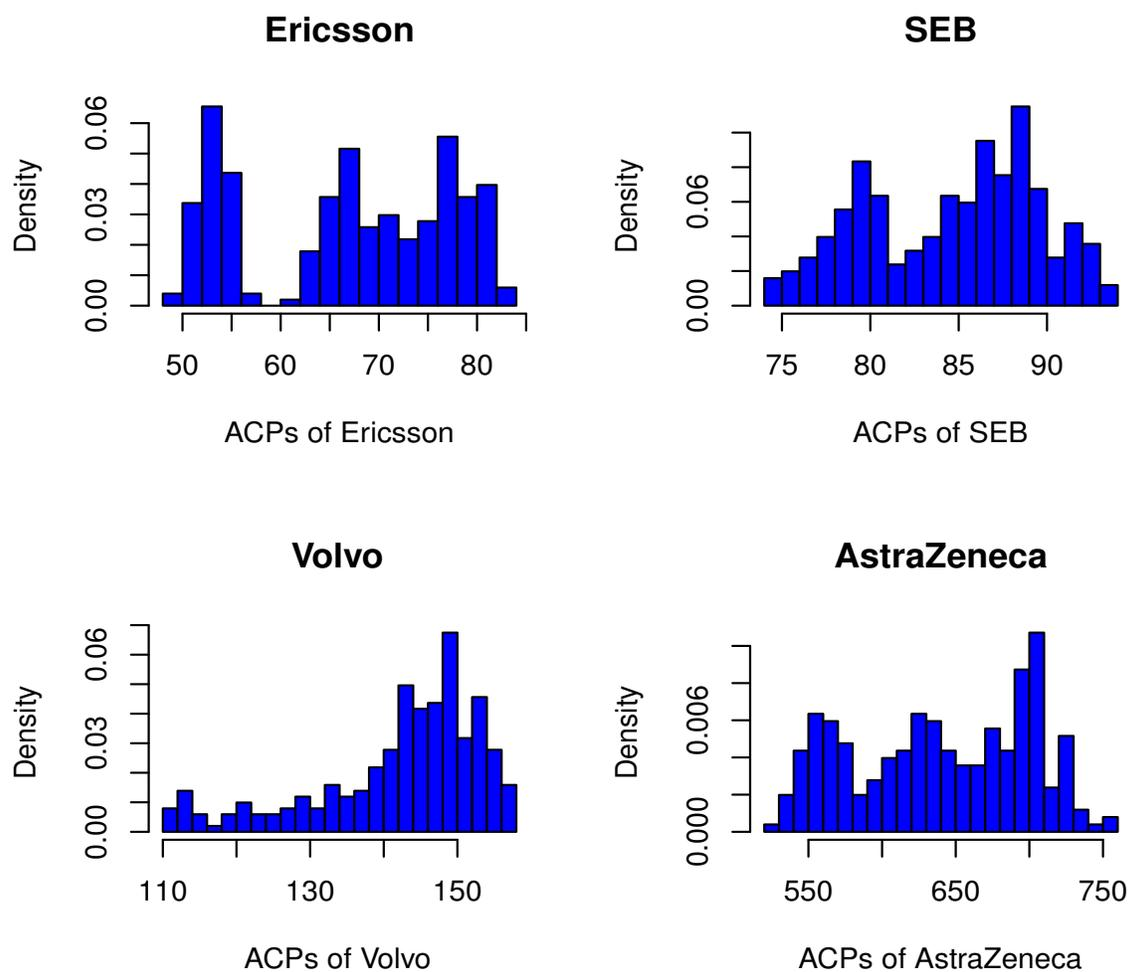 Ericsson
Density
0.00 0.03 0.06
50 60 70 80
ACPs of Ericsson
SEB
Density
0.00 0.06
75 80 85 90
ACPs of SEB
Volvo
Density
0.00 0.03 0.06
110 130 150
ACPs of Volvo
AstraZeneca
Density
0.000 0.006
550 650 750
ACPs of AstraZeneca